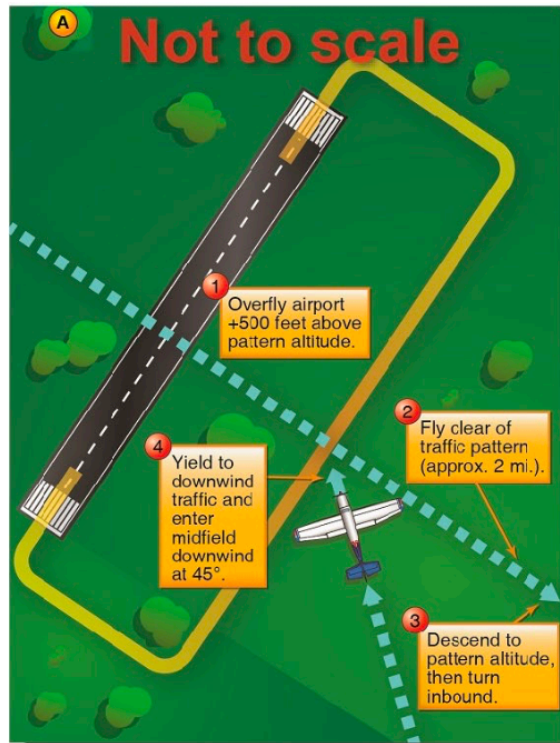 A
Not to scale
1
Overfly airport
+500 feet above
pattern altitude.
2
Fly clear of
traffic pattern
(approx. 2 mi.).
4
Yield to
downwind
traffic and
enter
midfield
downwind
at 45°.
3
Descend to
pattern altitude,
then turn
inbound.